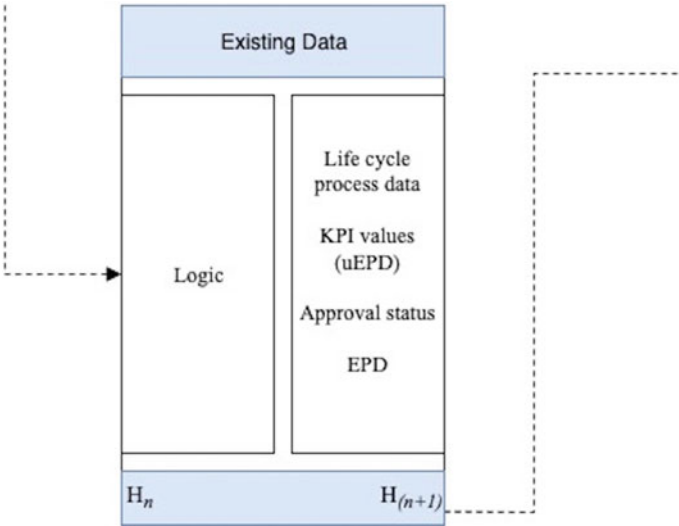 Existing Data
Logic
Life cycle
process data
KPI values
(uEPD)
Approval status
EPD
Hn
H(n+1)